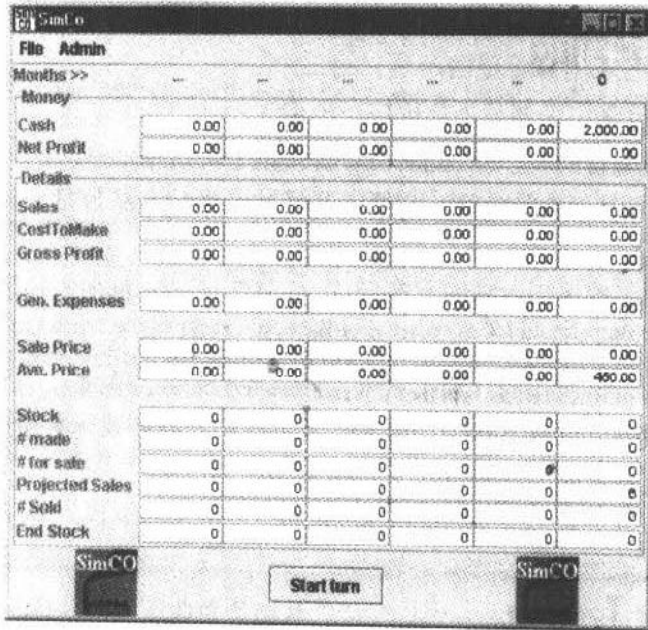 SimCo
File Admin
Months >> ... ... ... ... ... 0
Money
Cash 0.00 0.00 0.00 0.00 0.00 2,000.00
Net Profit 0.00 0.00 0.00 0.00 0.00 0.00
Details
Sales 0.00 0.00 0.00 0.00 0.00 0.00
CostToMake 0.00 0.00 0.00 0.00 0.00 0.00
Gross Profit 0.00 0.00 0.00 0.00 0.00 0.00
Gen. Expenses 0.00 0.00 0.00 0.00 0.00 0.00
Sale Price 0.00 0.00 0.00 0.00 0.00 0.00
Ave. Price 0.00 0.00 0.00 0.00 0.00
Stock 0 0 0 0 0 0
# made 0 0 0 0 0 0
# for sale 0 0 0 0 0 0
Projected Sales 0 0 0 0 0
# Sold 0 0 0 0 0 0
End Stock 0 0 0 0 0 0
SimCO Start turn SimCO